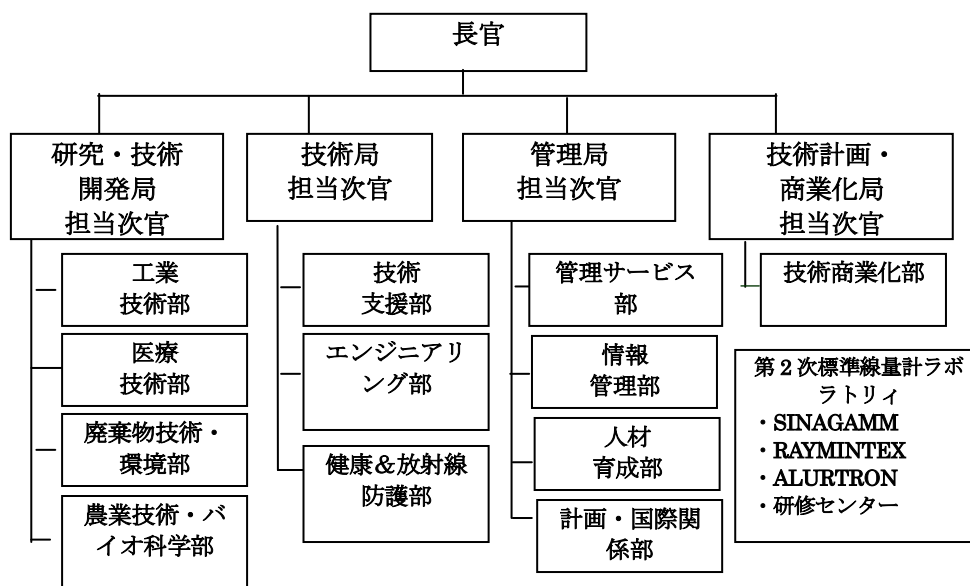 長官
研究・技術
開発局
担当次官
技術局
担当次官
管理局
担当次官
技術計画・
商業化局
担当次官
工業
技術部
医療
技術部
廃棄物技術・
環境部
農業技術・バ
イオ科学部
技術
支援部
エンジニアリ
ング部
健康＆放射線
防護部
管理サービス
部
情報
管理部
人材
育成部
計画・国際関
係部
技術商業化部
第２次標準線量計ラボ
ラトリィ
・SINAGAMM
・RAYMINTEX
・ALURTRON
・研修センター